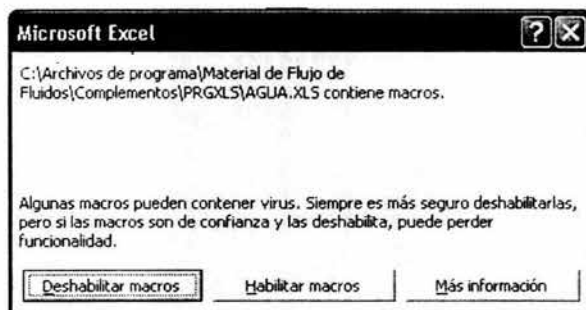 Microsoft Excel
C:\Archivos de programa\Material de Flujo de
Fluidos\Complementos\PRGXLS\AGUA.XLS contiene macros.
Algunas macros pueden contener virus. Siempre es más seguro deshabilitarlas,
pero si las macros son de confianza y las deshabilita, puede perder
funcionalidad.
Deshabilitar macros Habilitar macros Más información